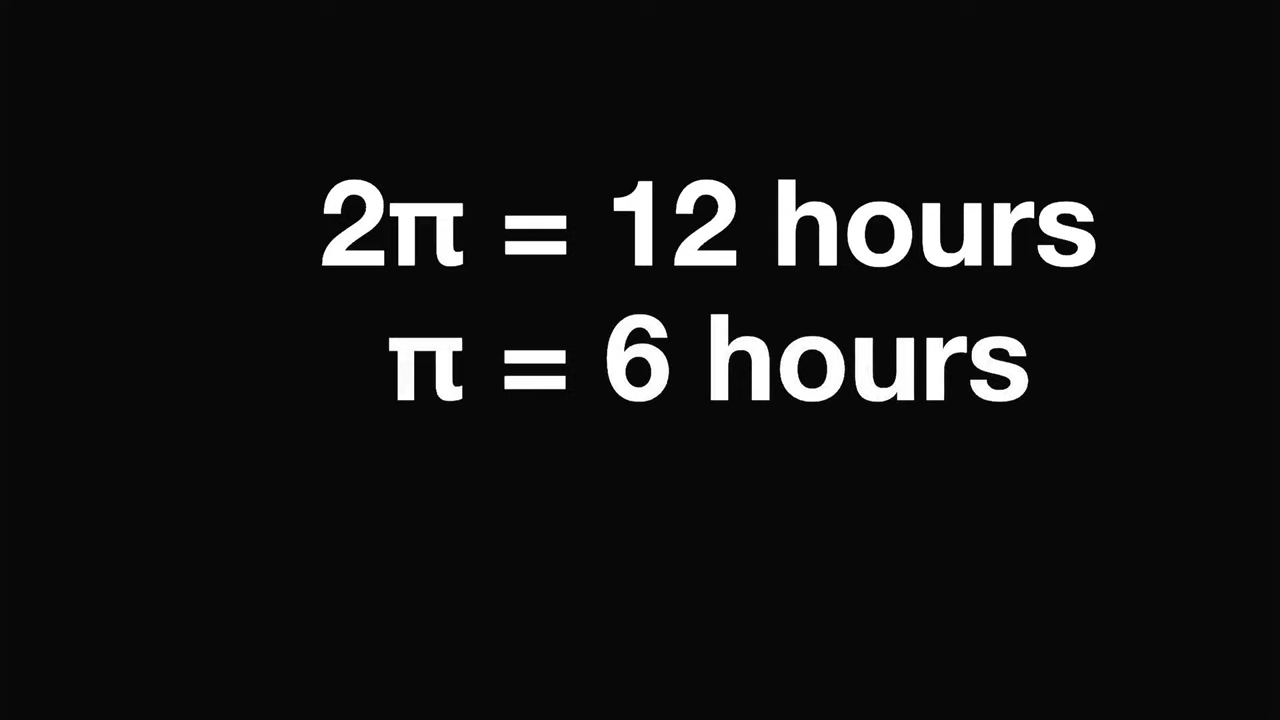 2π = 12 hours
π = 6 hours